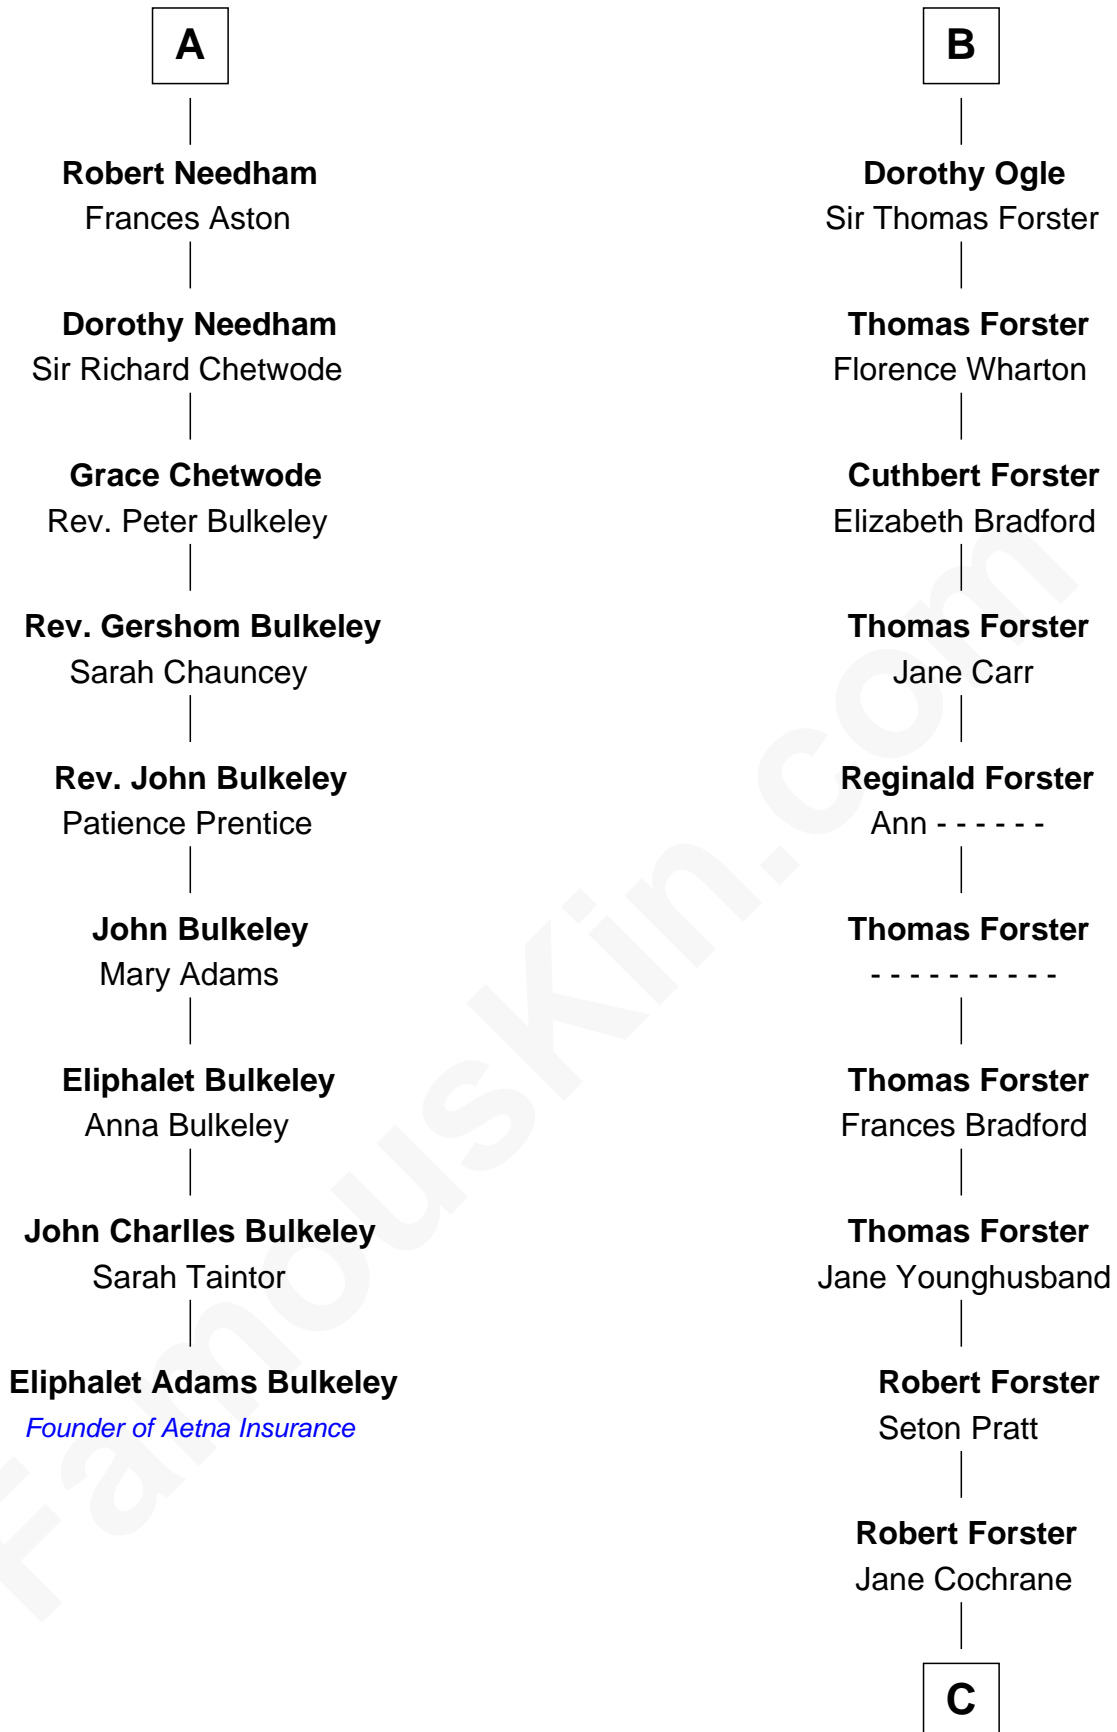 A
Robert Needham
Frances Aston
Dorothy Needham
Sir Richard Chetwode
Grace Chetwode
Rev. Peter Bulkeley
Rev. Gershom Bulkeley
Sarah Chauncey
Rev. John Bulkeley
Patience Prentice
John Bulkeley
Mary Adams
Eliphalet Bulkeley
Anna Bulkeley
John Charlles Bulkeley
Sarah Taintor
Eliphalet Adams Bulkeley
Founder of Aetna Insurance
B
Dorothy Ogle
Sir Thomas Forster
Thomas Forster
Florence Wharton
Cuthbert Forster
Elizabeth Bradford
Thomas Forster
Jane Carr
Reginald Forster
Ann - - - - - -
Thomas Forster
- - - - - - - - - -
Thomas Forster
Frances Bradford
Thomas Forster
Jane Younghusband
Robert Forster
Seton Pratt
Robert Forster
Jane Cochrane
C
FamousKin.com